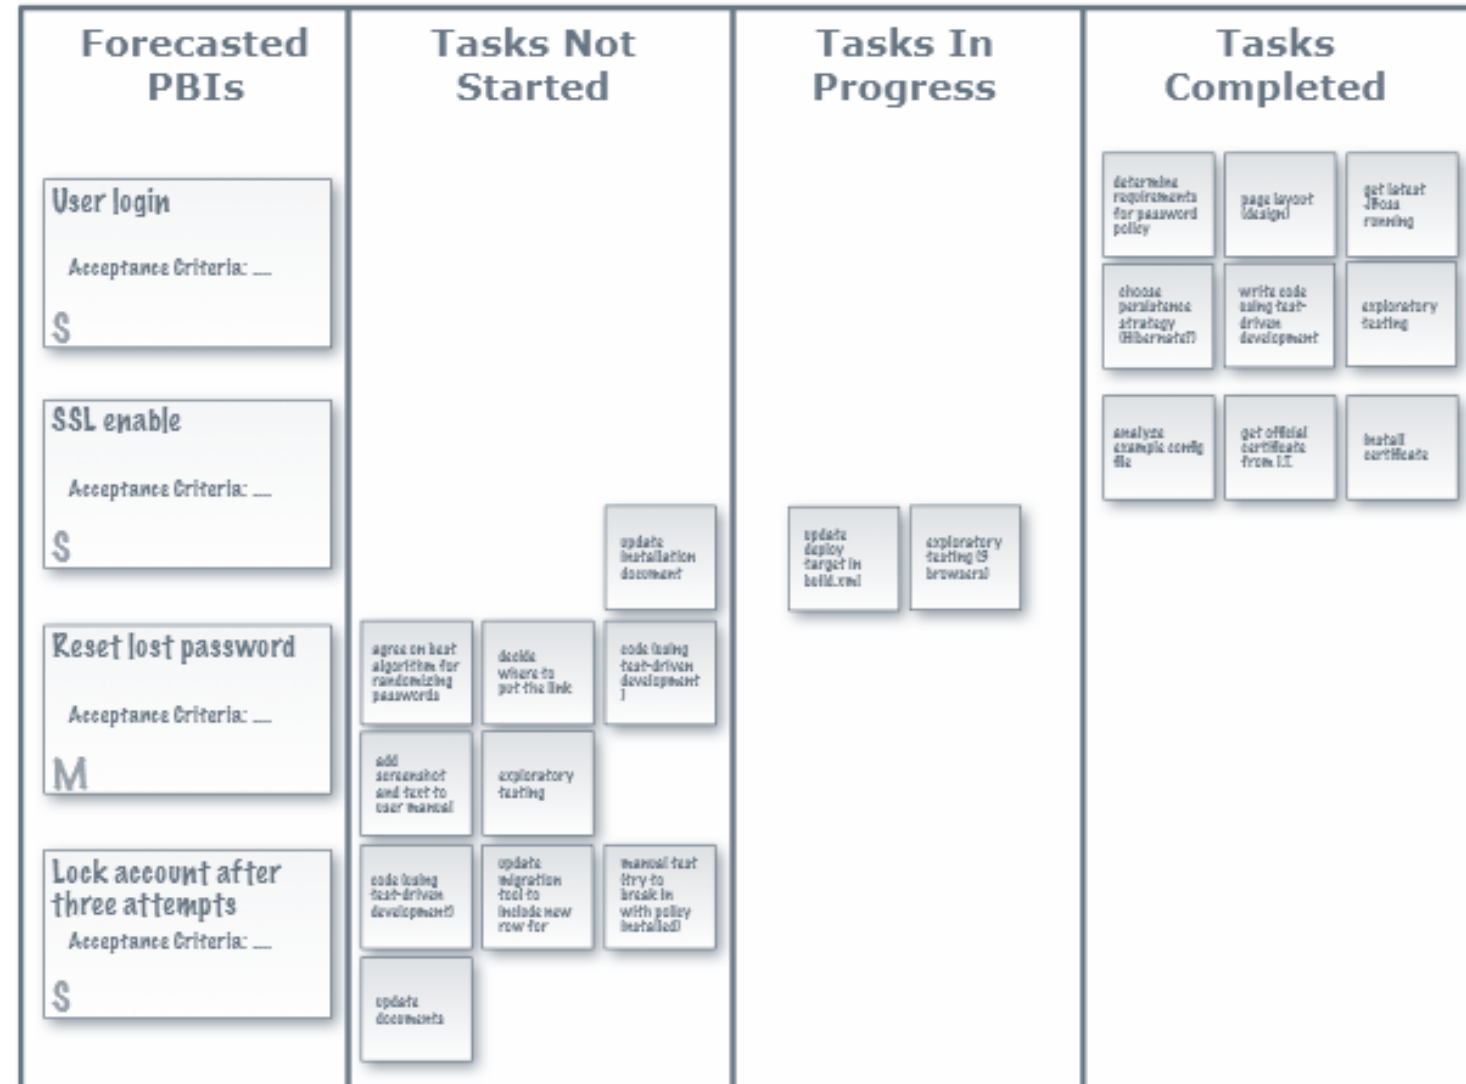 Forecasted
PBIs
Tasks Not
Started
Tasks In
Progress
Tasks
Completed
User login
Acceptance Criteria: __
S
SSL enable
Acceptance Criteria: __
S
Reset lost password
Acceptance Criteria: __
M
Lock account after
three attempts
Acceptance Criteria: __
S
update
installation
document
agree on best
algorithm for
randomizing
passwords
decide
where to
put the link
code (using
test-driven
development
)
add
screenshot
and text to
user manual
exploratory
testing
code (using
test-driven
development)
update
migration
tool to
include new
row for
manual test
(try to
break in
with policy
installed)
update
documents
update
deploy
target in
build.xml
exploratory
testing (3
browsers)
determine
requirements
for password
policy
page layout
(design)
get latest
JBoss
running
choose
persistence
strategy
(Hibernate?)
write code
using test-
driven
development
exploratory
testing
analyze
example config
file
get official
certificate
from I.T.
install
certificate